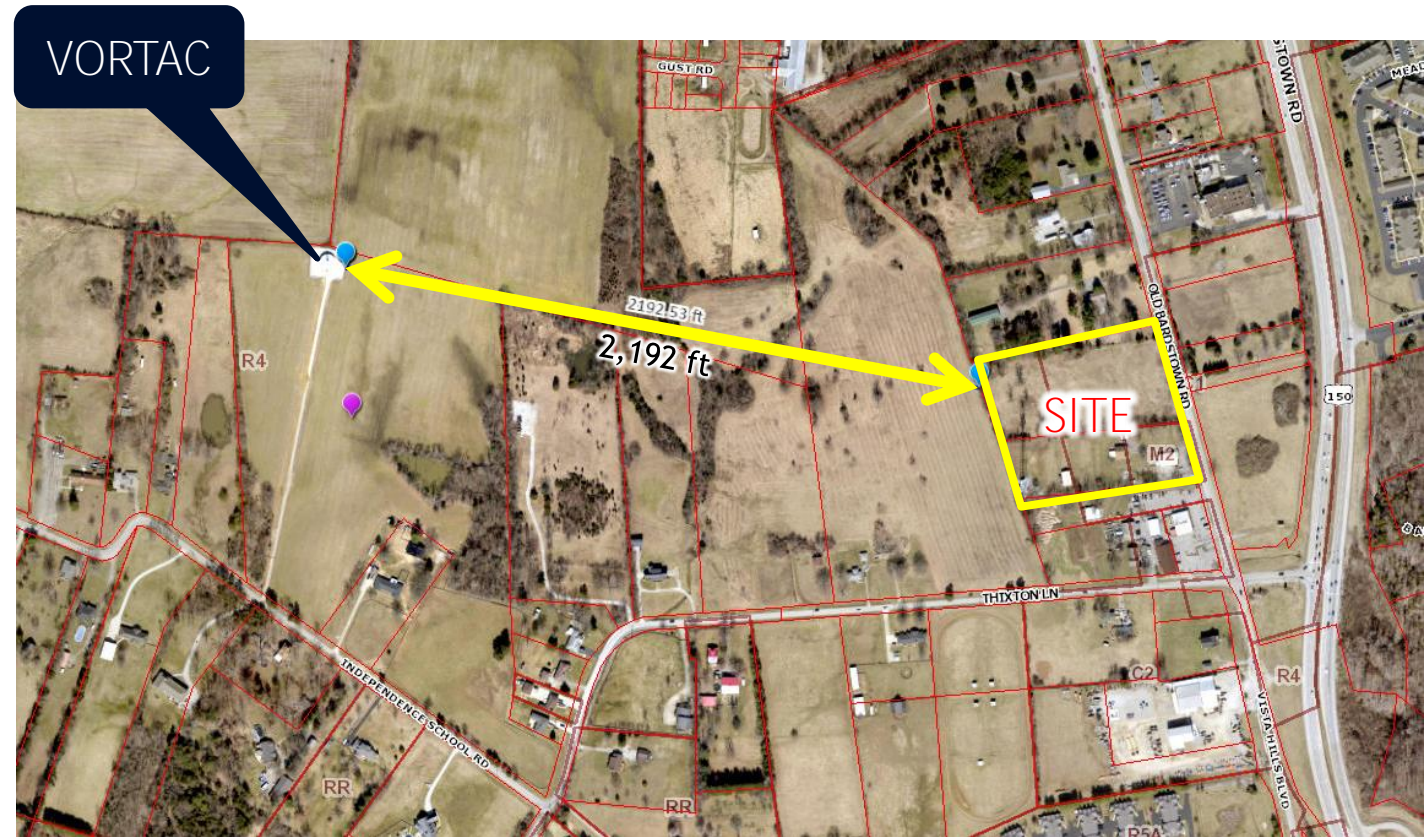 VORTAC
GUST RD
STOWN RD
MEAD
R4
2192.53 ft
2,192 ft
OLD BARDSTOWN RD
SITE
M2
150
THIXTON LN
INDEPENDENCE SCHOOL RD
C2
R4
VISTA HILLS BLVD
RR
RR
R5A